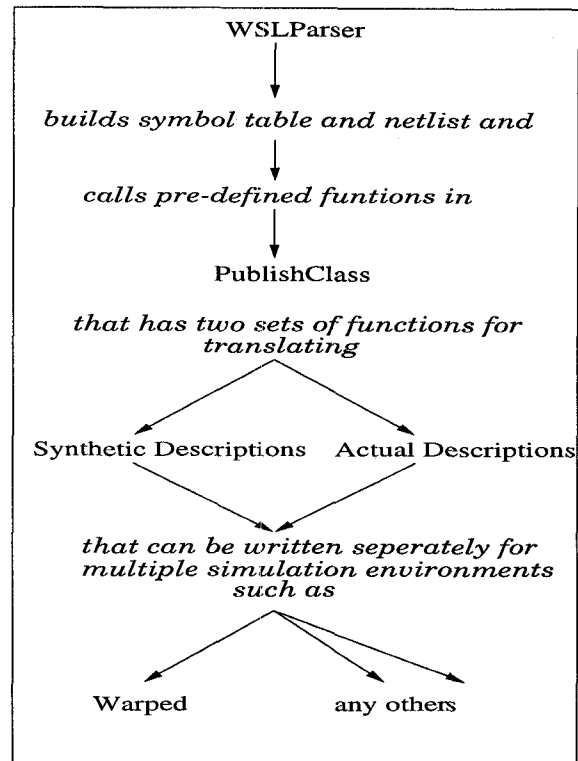 WSLParser
builds symbol table and netlist and
calls pre-defined funtions in
PublishClass
that has two sets of functions for
translating
Synthetic Descriptions Actual Descriptions
that can be written seperately for
multiple simulation environments
such as
Warped any others